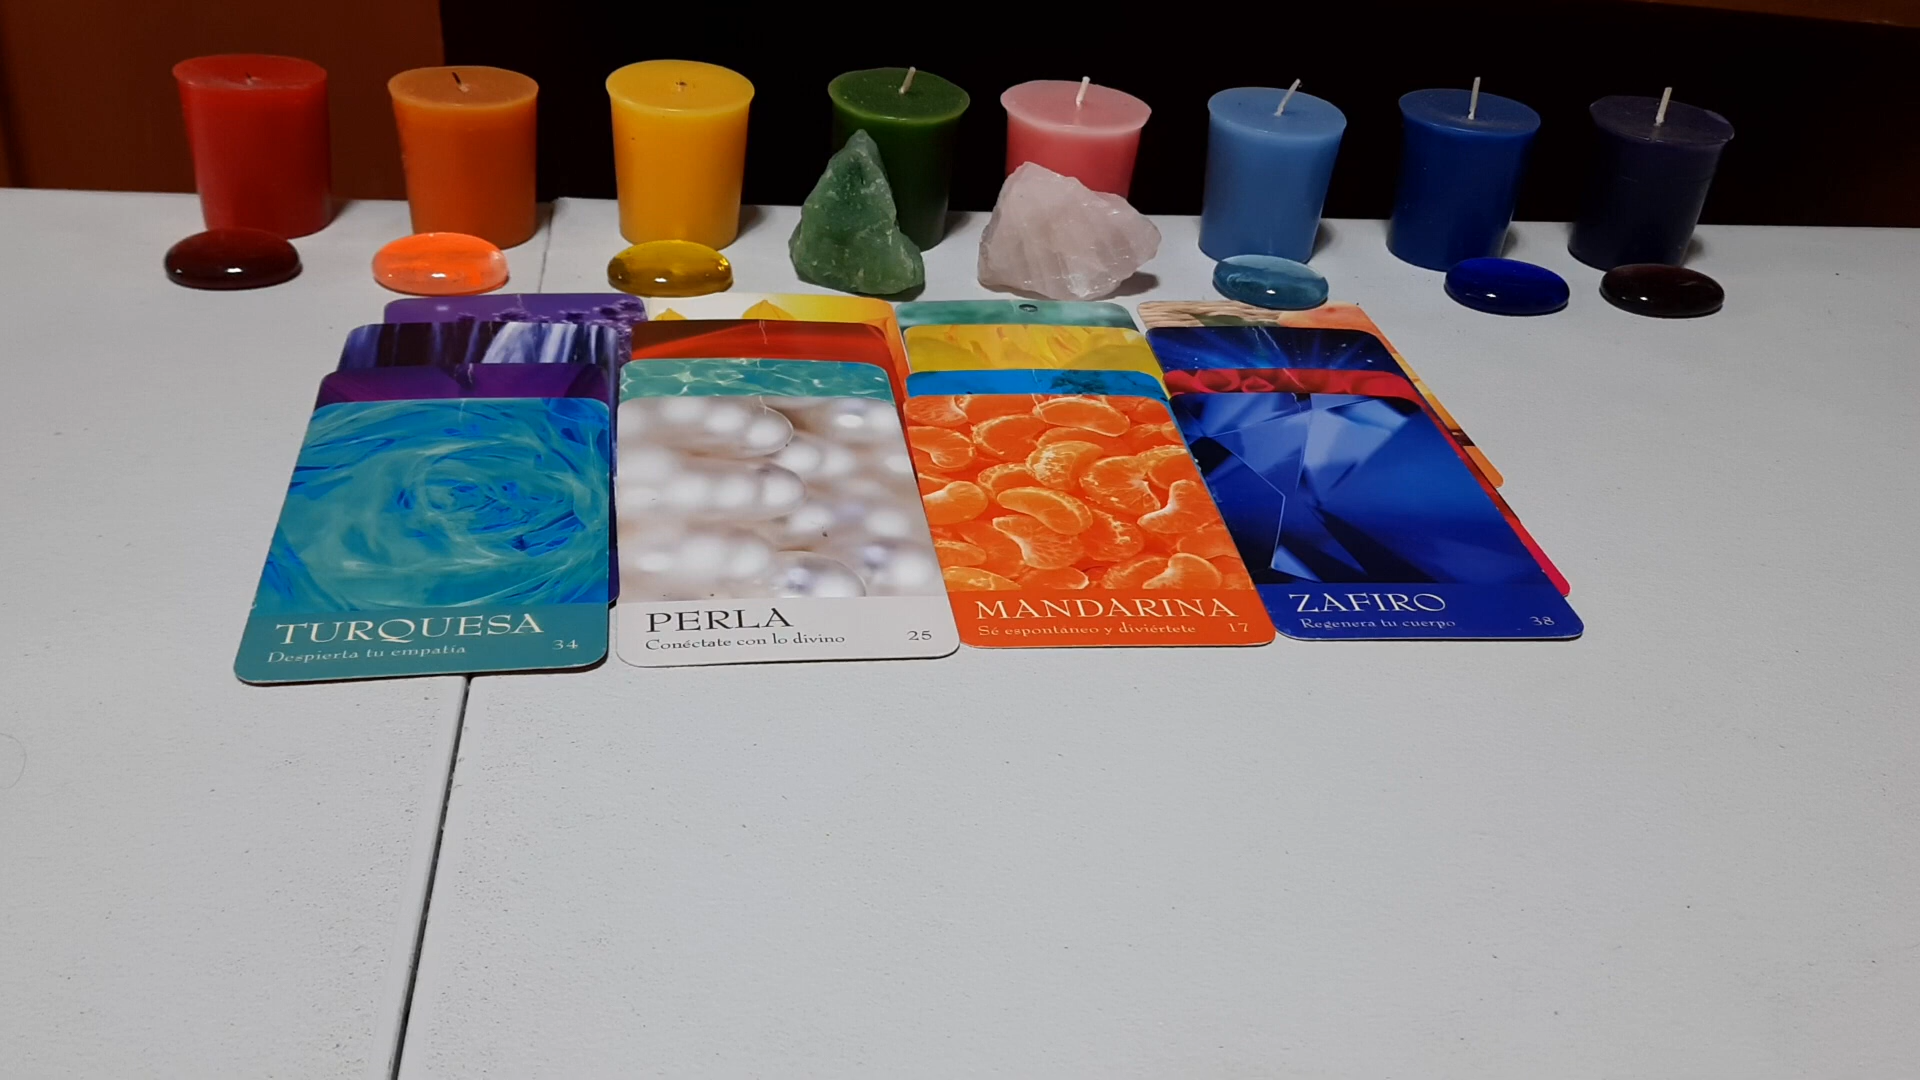 TURQUESA
Despierta tu empatía
34
PERLA
Conéctate con lo divino
25
MANDARINA
Sé espontáneo y diviértete
17
ZAFIRO
Regenera tu cuerpo
38